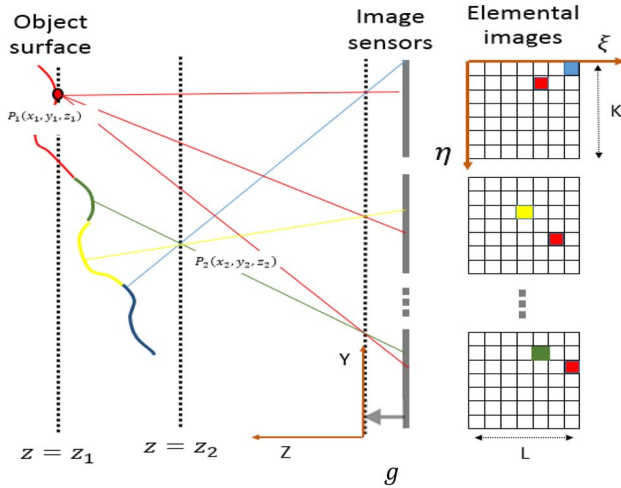 Object
surface
Image
sensors
Elemental
images
ξ
P₁(x₁, y₁, z₁)
K
η
P₂(x₂, y₂, z₂)
Y
z = z₁
z = z₂
Z
g
L